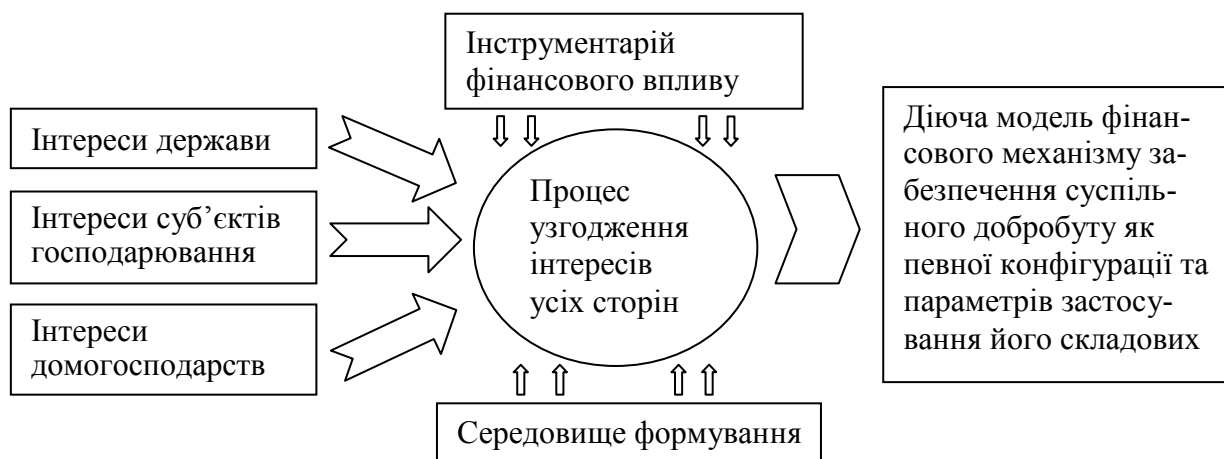 Інструментарій
фінансового впливу
Інтереси держави
Інтереси суб’єктів
господарювання
Інтереси
домогосподарств
Процес
узгодження
інтересів
усіх сторін
Середовище формування
Діюча модель фінан-
сового механізму за-
безпечення суспіль-
ного добробуту як
певної конфігурації та
параметрів застосу-
вання його складових